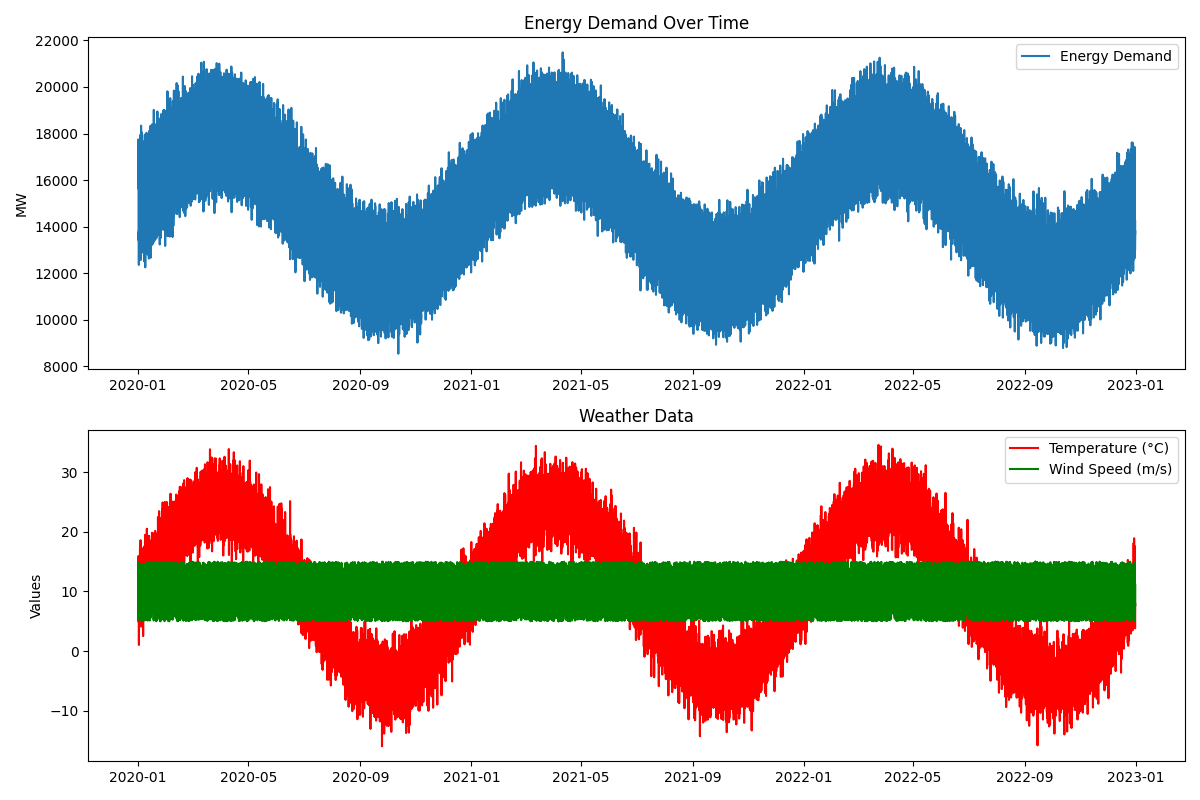 Energy Demand Over Time
Energy Demand
MW
22000
20000
18000
16000
14000
12000
10000
8000
2020-01 2020-05 2020-09 2021-01 2021-05 2021-09 2022-01 2022-05 2022-09 2023-01
Weather Data
Temperature (°C)
Wind Speed (m/s)
Values
30
20
10
0
−10
2020-01 2020-05 2020-09 2021-01 2021-05 2021-09 2022-01 2022-05 2022-09 2023-01